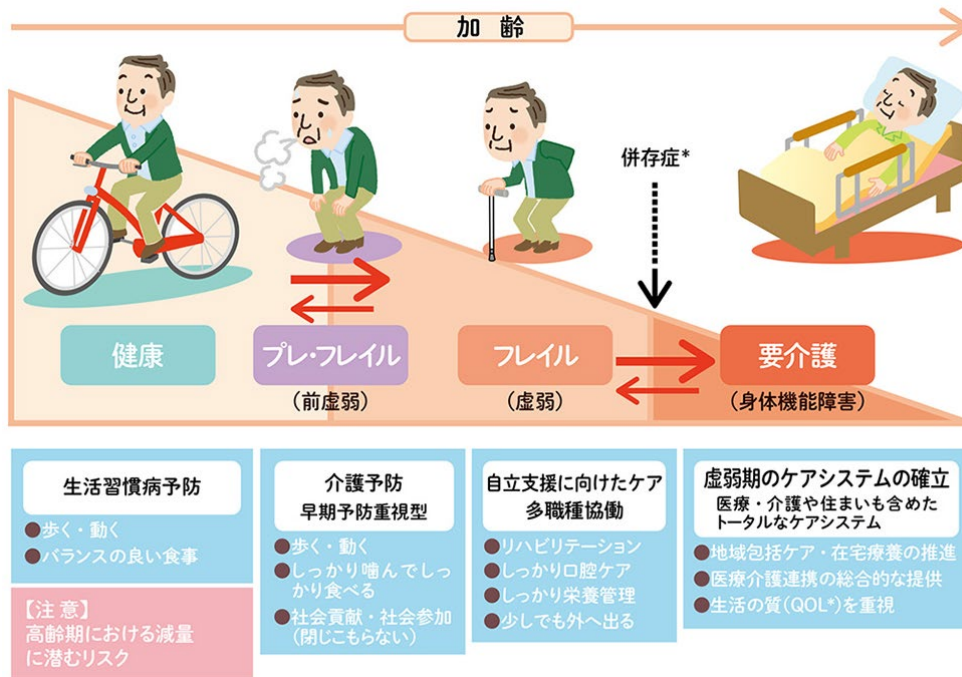 加齢
併存症*
健康
プレ・フレイル
(前虚弱)
フレイル
(虚弱)
要介護
(身体機能障害)
生活習慣病予防
●歩く・動く
●バランスの良い食事
【注意】
高齢期における減量
に潜むリスク
介護予防
早期予防重視型
●歩く・動く
●しっかり噛んでしっ
かり食べる
●社会貢献・社会参加
(閉じこもらない)
自立支援に向けたケア
多職種協働
●リハビリテーション
●しっかり口腔ケア
●しっかり栄養管理
●少しでも外へ出る
虚弱期のケアシステムの確立
医療・介護や住まいも含めた
トータルなケアシステム
●地域包括ケア・在宅療養の推進
●医療介護連携の総合的な提供
●生活の質(QOL*)を重視